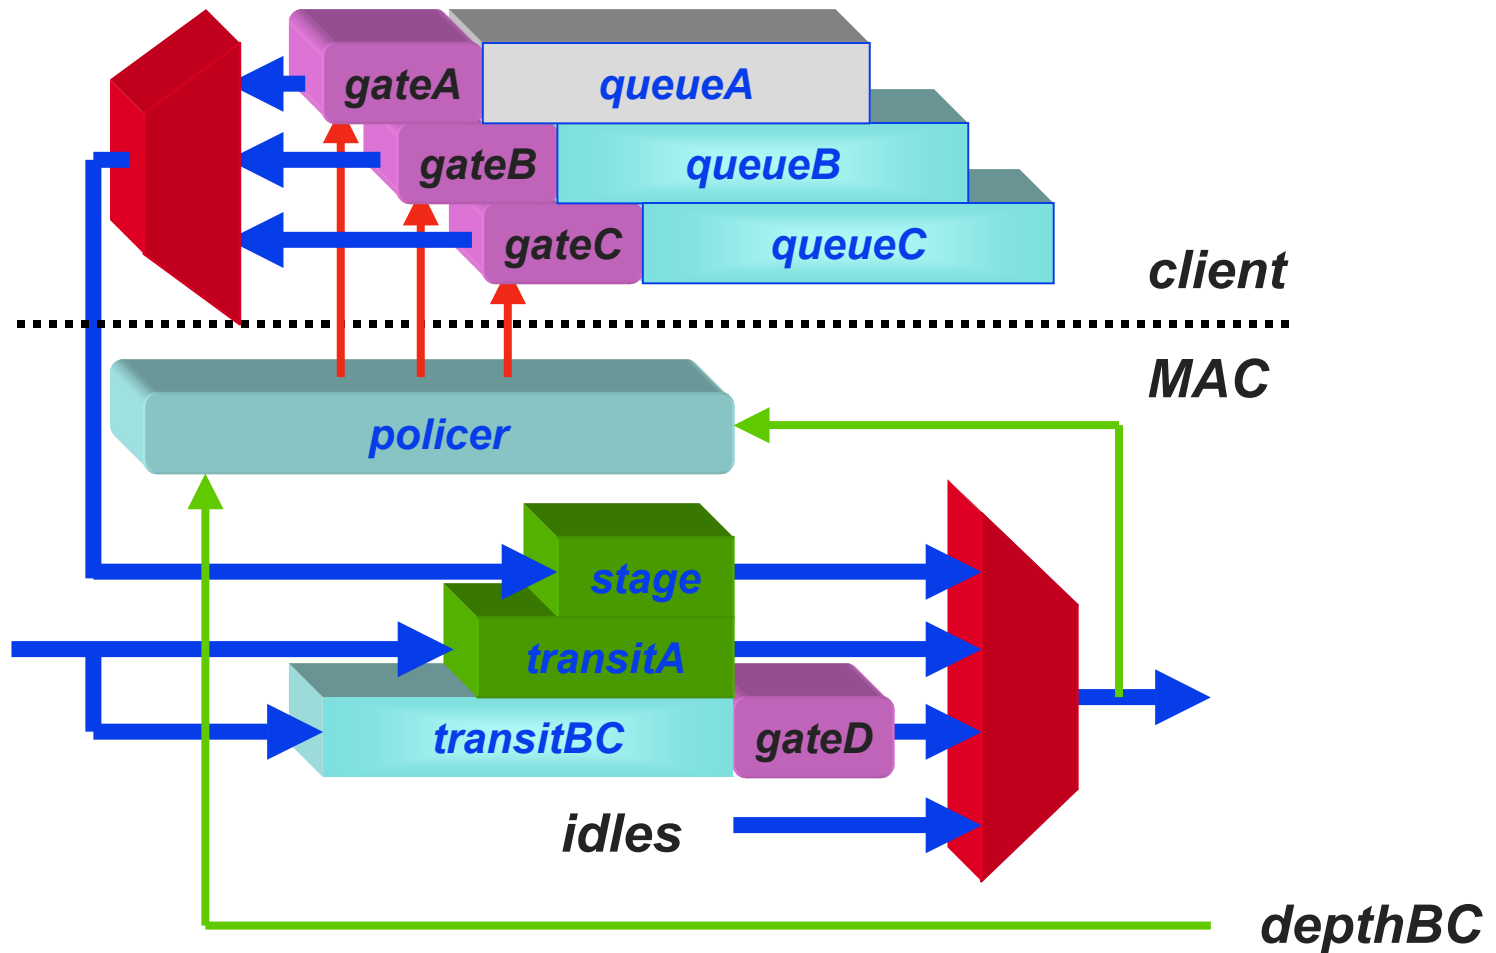 gateA queueA
gateB queueB
gateC queueC
client
MAC
policer
stage
transitA
transitBC gateD
idles
depthBC